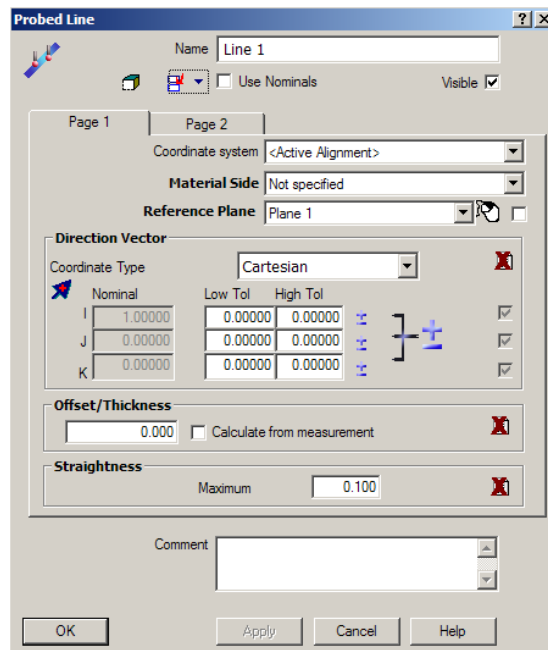 Probed Line
Name Line 1
Use Nominals Visible
Page 1 Page 2
Coordinate system <Active Alignment>
Material Side Not specified
Reference Plane Plane 1
Direction Vector
Coordinate Type Cartesian
Nominal Low Tol High Tol
I 1.00000 0.00000 0.00000
J 0.00000 0.00000 0.00000
K 0.00000 0.00000 0.00000
Offset/Thickness
0.000 Calculate from measurement
Straightness
Maximum 0.100
Comment
OK Apply Cancel Help